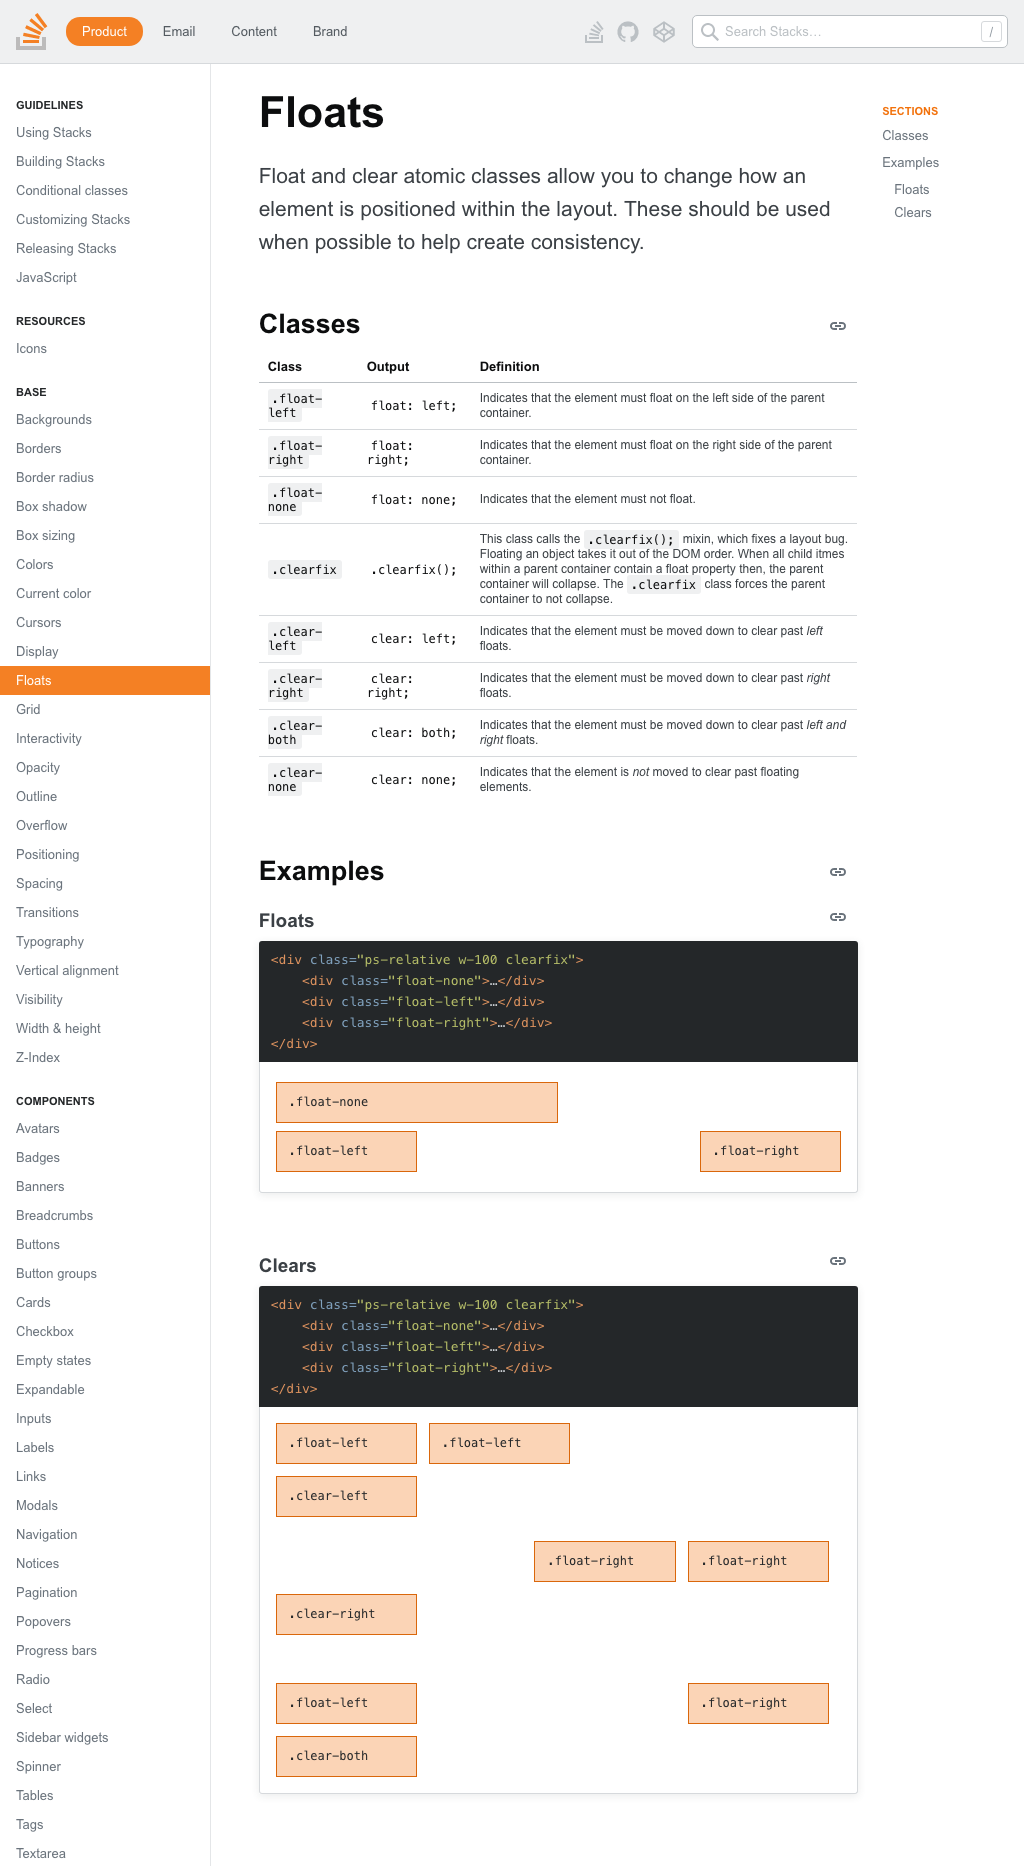 Product Email Content Brand Search Stacks… /
GUIDELINES
Using Stacks
Building Stacks
Conditional classes
Customizing Stacks
Releasing Stacks
JavaScript
RESOURCES
Icons
BASE
Backgrounds
Borders
Border radius
Box shadow
Box sizing
Colors
Current color
Cursors
Display
Floats
Grid
Interactivity
Opacity
Outline
Overflow
Positioning
Spacing
Transitions
Typography
Vertical alignment
Visibility
Width & height
Z-Index
COMPONENTS
Avatars
Badges
Banners
Breadcrumbs
Buttons
Button groups
Cards
Checkbox
Empty states
Expandable
Inputs
Labels
Links
Modals
Navigation
Notices
Pagination
Popovers
Progress bars
Radio
Select
Sidebar widgets
Spinner
Tables
Tags
Textarea
Floats
Float and clear atomic classes allow you to change how an
element is positioned within the layout. These should be used
when possible to help create consistency.
Classes
Class Output Definition
.float-
left
float: left;
Indicates that the element must float on the left side of the parent
container.
.float-
right
float:
right;
Indicates that the element must float on the right side of the parent
container.
.float-
none
float: none;
Indicates that the element must not float.
.clearfix
.clearfix();
This class calls the .clearfix(); mixin, which fixes a layout bug.
Floating an object takes it out of the DOM order. When all child itmes
within a parent container contain a float property then, the parent
container will collapse. The .clearfix class forces the parent
container to not collapse.
.clear-
left
clear: left;
Indicates that the element must be moved down to clear past left
floats.
.clear-
right
clear:
right;
Indicates that the element must be moved down to clear past right
floats.
.clear-
both
clear: both;
Indicates that the element must be moved down to clear past left and
right floats.
.clear-
none
clear: none;
Indicates that the element is not moved to clear past floating
elements.
Examples
Floats
<div class="ps-relative w-100 clearfix">
<div class="float-none">…</div>
<div class="float-left">…</div>
<div class="float-right">…</div>
</div>
.float-none
.float-left .float-right
Clears
<div class="ps-relative w-100 clearfix">
<div class="float-none">…</div>
<div class="float-left">…</div>
<div class="float-right">…</div>
</div>
.float-left .float-left
.clear-left
.float-right .float-right
.clear-right
.float-left .float-right
.clear-both
SECTIONS
Classes
Examples
Floats
Clears